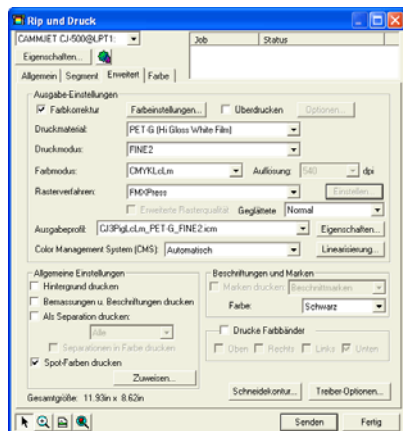 Rip und Druck
CAMMJET CJ-500@LPT1:
Job Status
Eigenschaften...
Allgemein Segment Erweitert Farbe
Ausgabe-Einstellungen
Farbkorrektur Farbeinstellungen... Überdrucken Optionen...
Druckmaterial: PET-G (Hi Gloss White Film)
Druckmodus: FINE2
Farbmodus: CMYKLcLm Auflösung: 540 dpi
Rasterverfahren: FMXPress Einstellen...
Erweiterte Rasterqualität Geglättete Normal
Ausgabeprofil: CJ3PigLcLm_PET-G_FINE2.icm Eigenschaften...
Color Management System (CMS): Automatisch Linearisierung...
Allgemeine Einstellungen
Hintergrund drucken
Bemassungen u. Beschriftungen drucken
Als Separation drucken:
Alle
Separationen in Farbe drucken
Spot-Farben drucken
Zuweisen...
Beschriftungen und Marken
Marken drucken: Beschnittmarken
Farbe: Schwarz
Drucke Farbbänder
Oben Rechts Links Unten
Gesamtgröße: 11.93in x 8.62in
Schneidekontur... Treiber-Optionen...
Senden Fertig